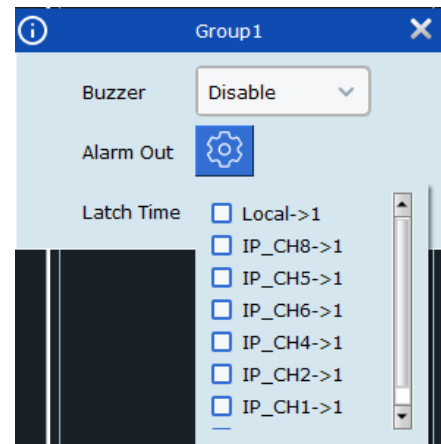 Group1
Buzzer Disable
Alarm Out
Latch Time
Local->1
IP_CH8->1
IP_CH5->1
IP_CH6->1
IP_CH4->1
IP_CH2->1
IP_CH1->1